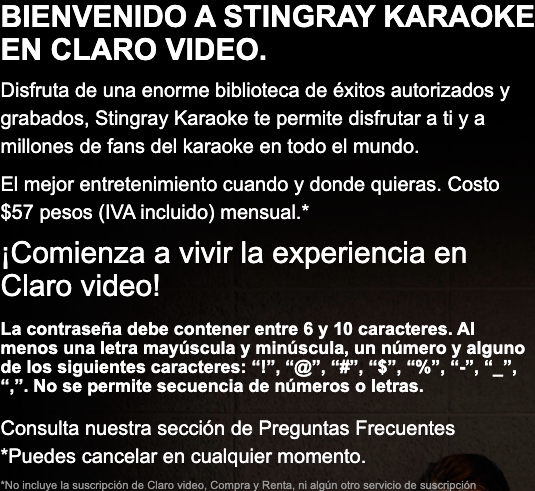 BIENVENIDO A STINGRAY KARAOKE
EN CLARO VIDEO.
Disfruta de una enorme biblioteca de éxitos autorizados y
grabados, Stingray Karaoke te permite disfrutar a ti y a
millones de fans del karaoke en todo el mundo.
El mejor entretenimiento cuando y donde quieras. Costo
$57 pesos (IVA incluido) mensual.*
¡Comienza a vivir la experiencia en
Claro video!
La contraseña debe contener entre 6 y 10 caracteres. Al
menos una letra mayúscula y minúscula, un número y alguno
de los siguientes caracteres: “!”, “@”, “#”, “$”, “%”, “-”, “_”,
“,”. No se permite secuencia de números o letras.
Consulta nuestra sección de Preguntas Frecuentes
*Puedes cancelar en cualquier momento.
*No incluye la suscripción de Claro video, Compra y Renta, ni algún otro servicio de suscripción